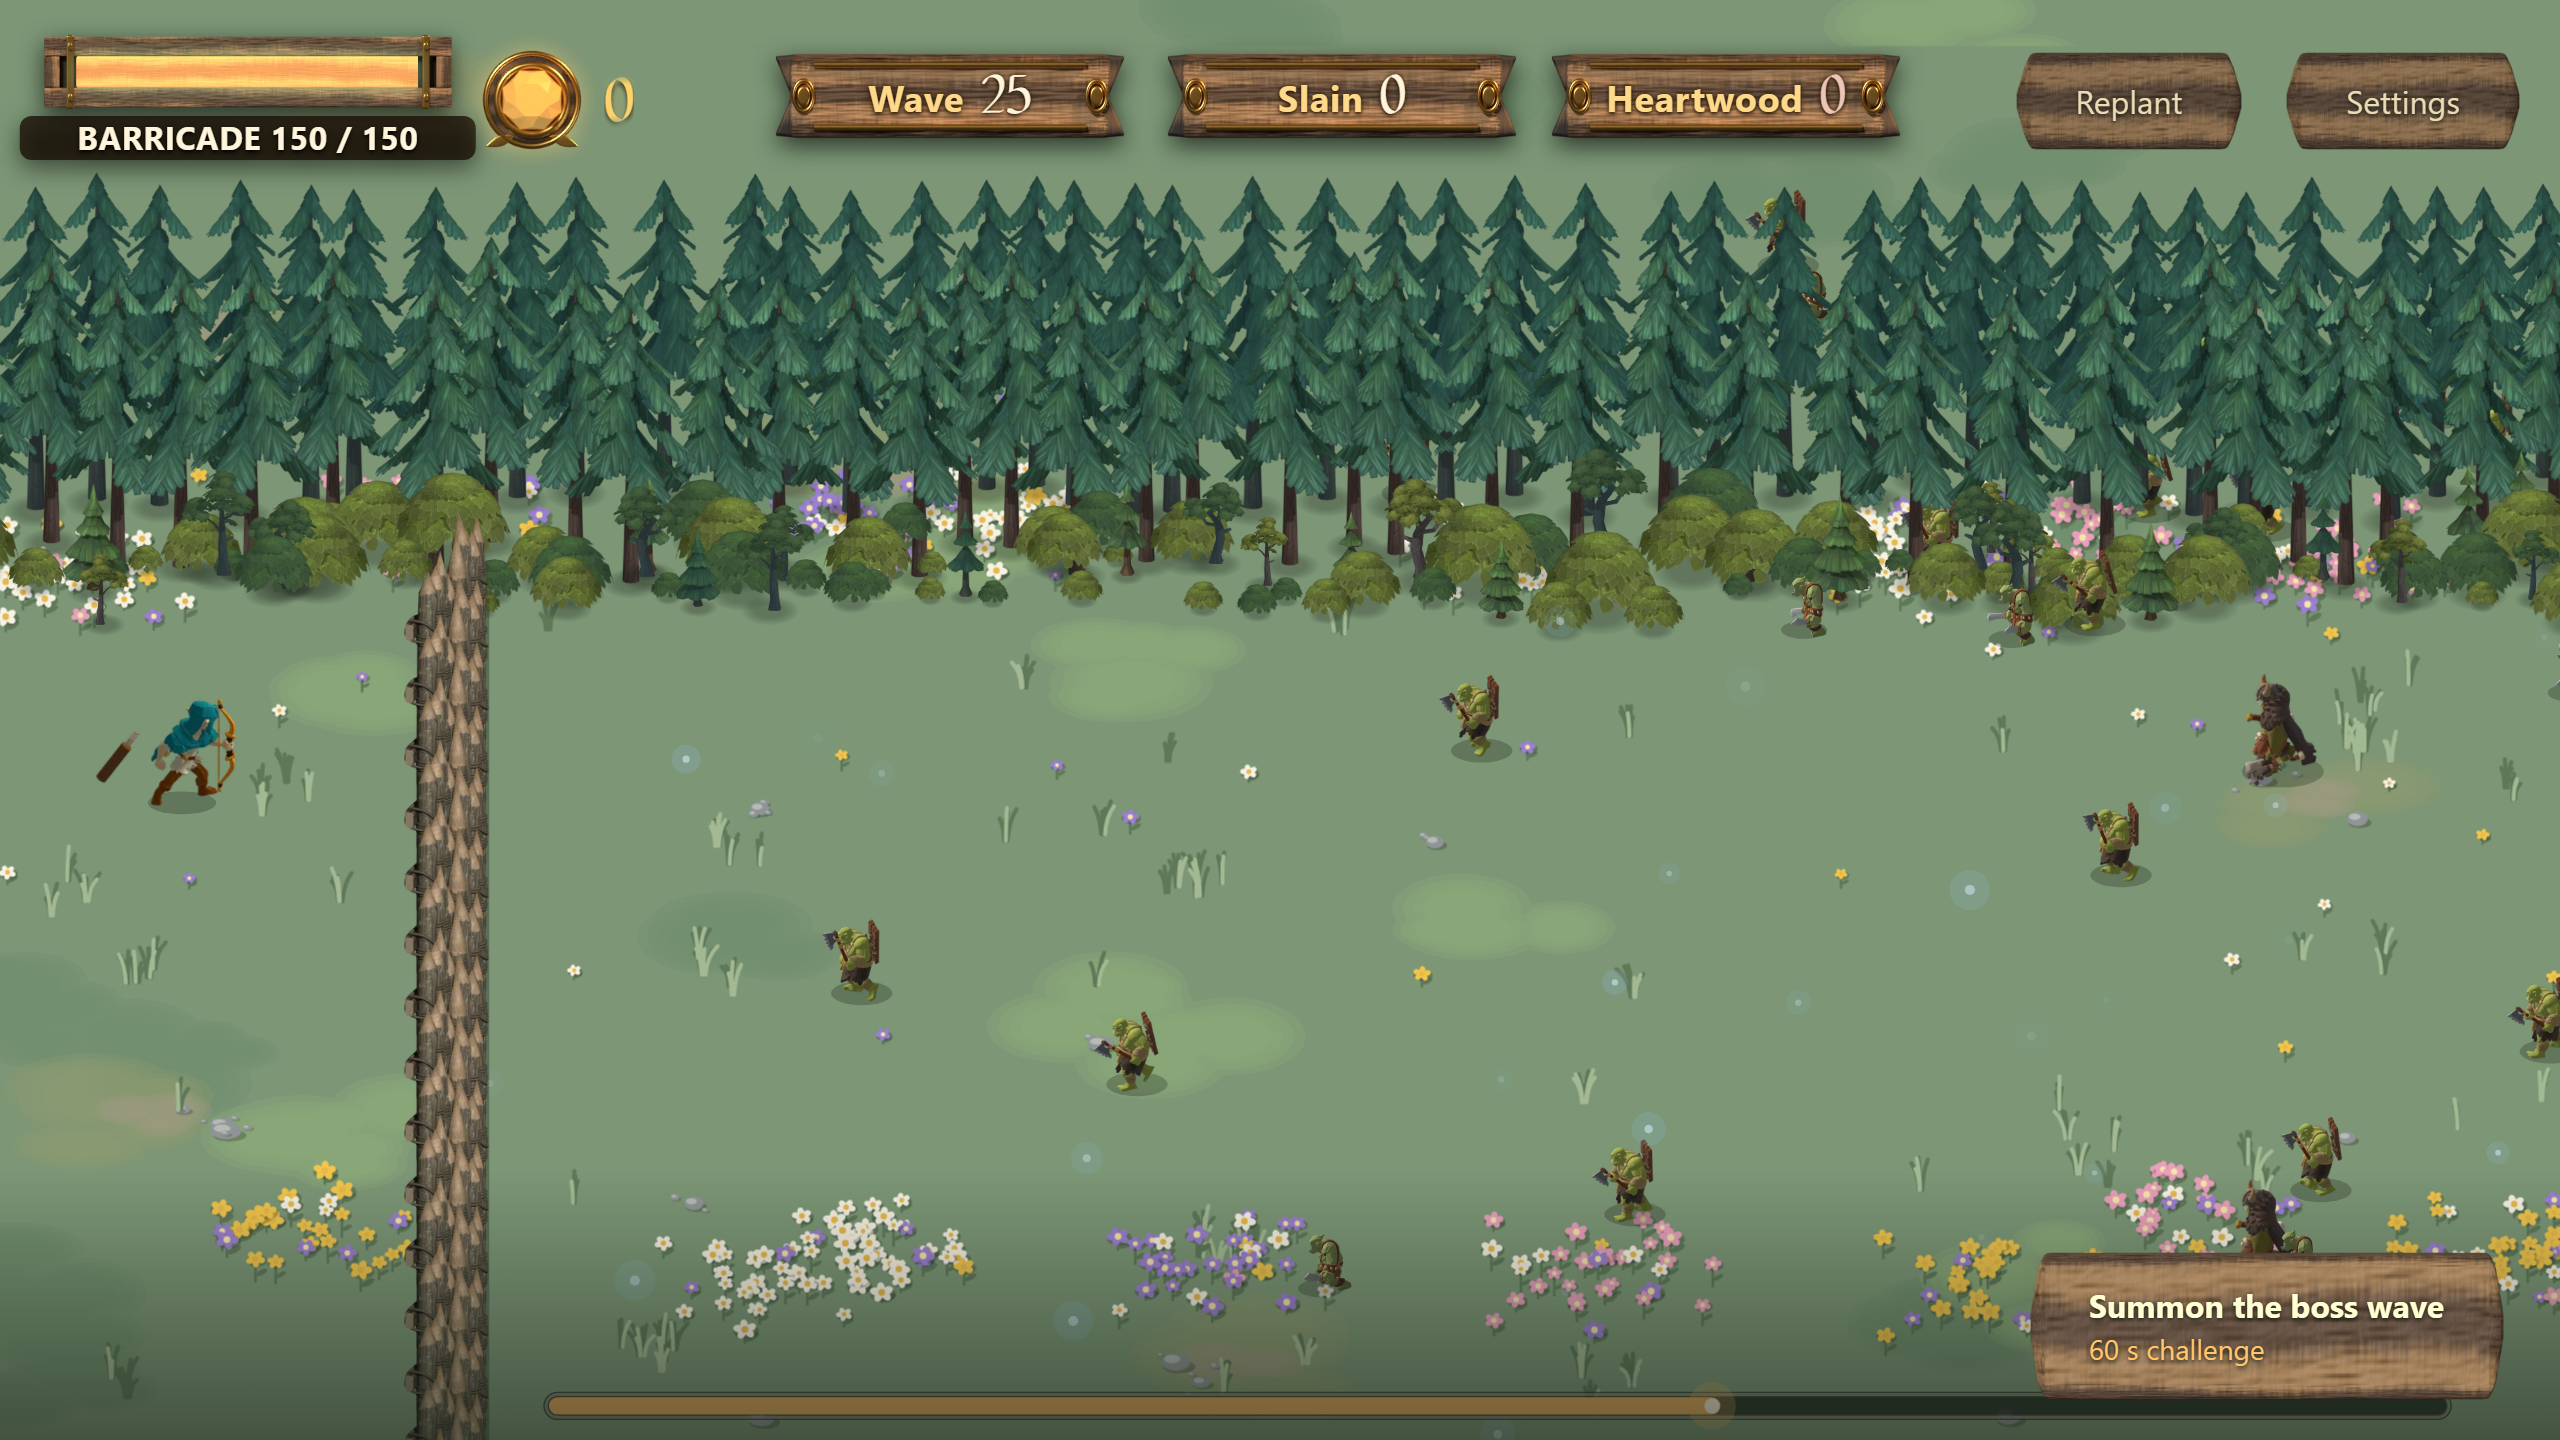 BARRICADE 150 / 150
0
Wave 25
Slain 0
Heartwood 0
Replant
Settings
Summon the boss wave
60 s challenge